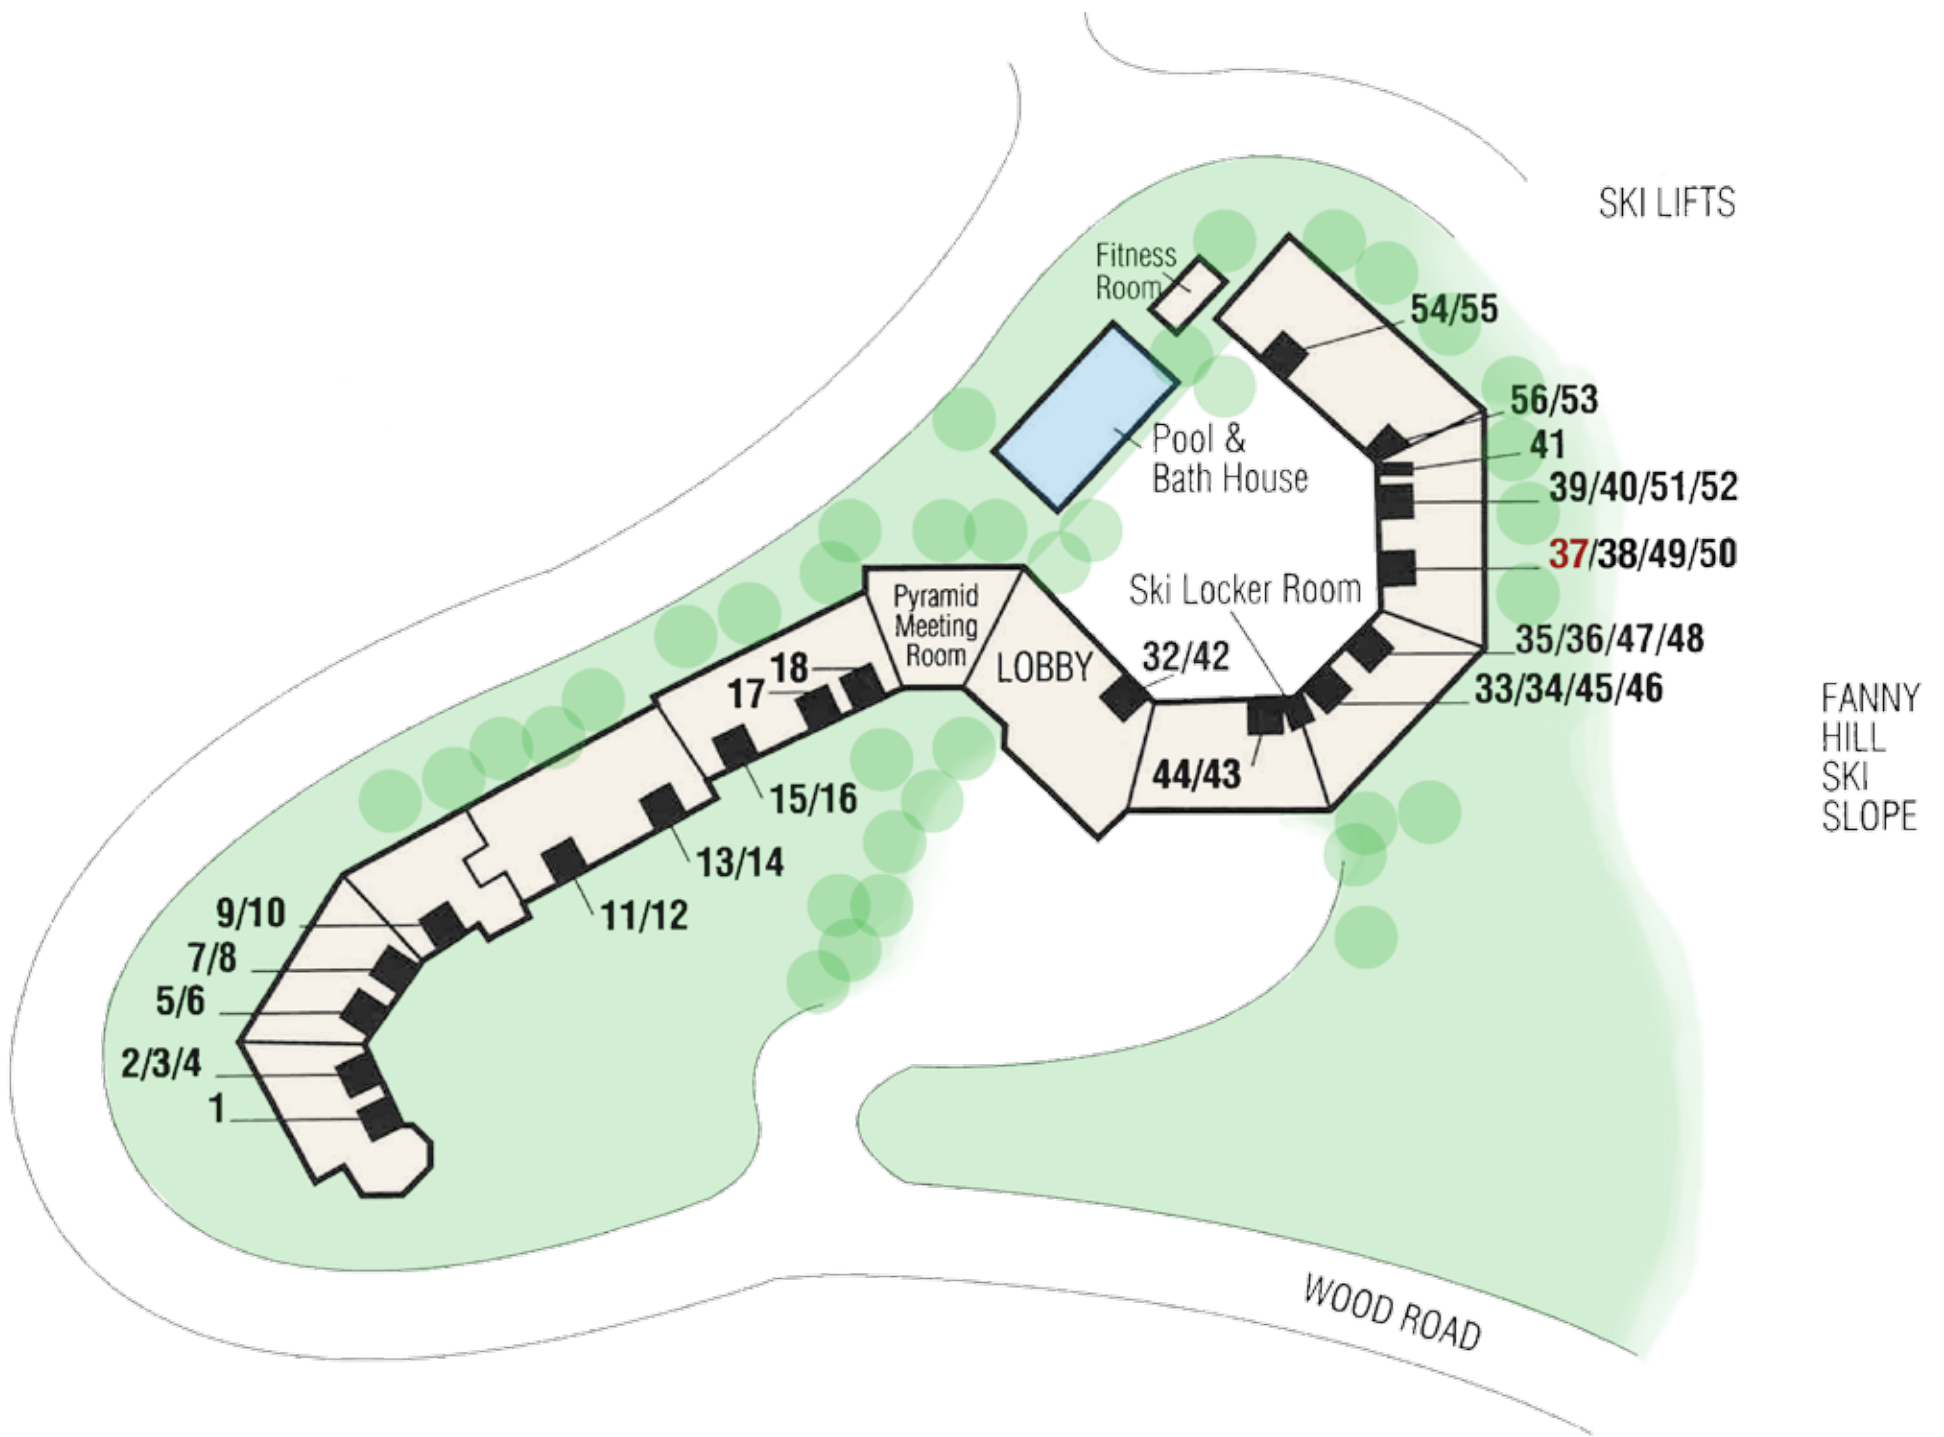 SKI LIFTS
Fitness
Room
54/55
56/53
41
Pool &
Bath House
39/40/51/52
37/38/49/50
Ski Locker Room
Pyramid
Meeting
Room
LOBBY
32/42
35/36/47/48
33/34/45/46
18
17
FANNY
HILL
SKI
SLOPE
44/43
15/16
13/14
11/12
9/10
7/8
5/6
2/3/4
1
WOOD ROAD